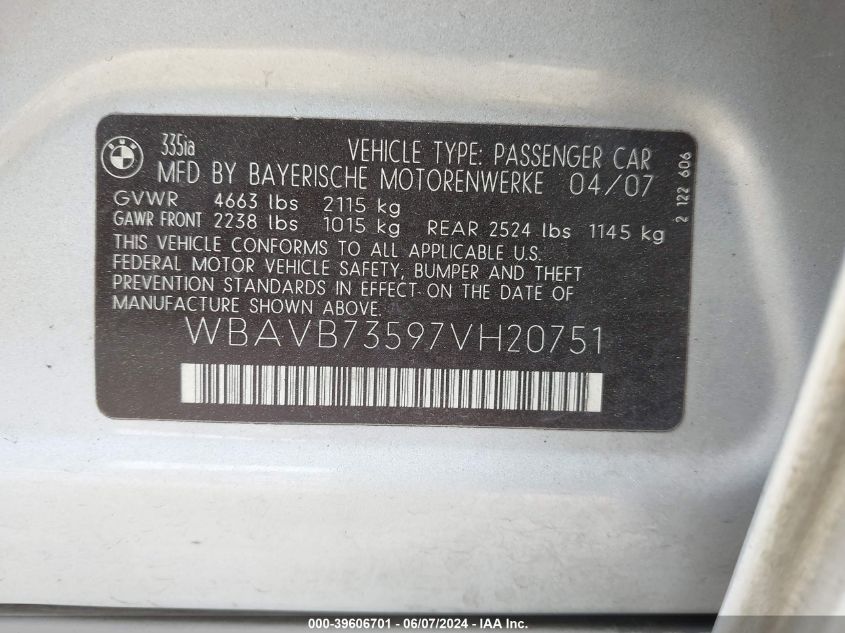 BMW
335ia
VEHICLE TYPE: PASSENGER CAR
MFD BY BAYERISCHE MOTORENWERKE 04/07
GVWR 4663 lbs 2115 kg
GAWR FRONT 2238 lbs 1015 kg REAR 2524 lbs 1145 kg
THIS VEHICLE CONFORMS TO ALL APPLICABLE U.S.
FEDERAL MOTOR VEHICLE SAFETY, BUMPER AND THEFT
PREVENTION STANDARDS IN EFFECT ON THE DATE OF
MANUFACTURE SHOWN ABOVE.
WBAVB73597VH20751
2 122 606
000-39606701 - 06/07/2024 - IAA Inc.